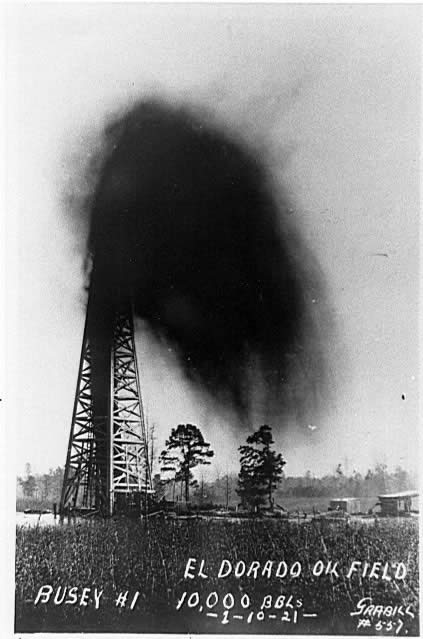 EL DORADO OIL FIELD
BUSEY #1 10,000 BBLS
-1-10-21-
GRABILL
#557.